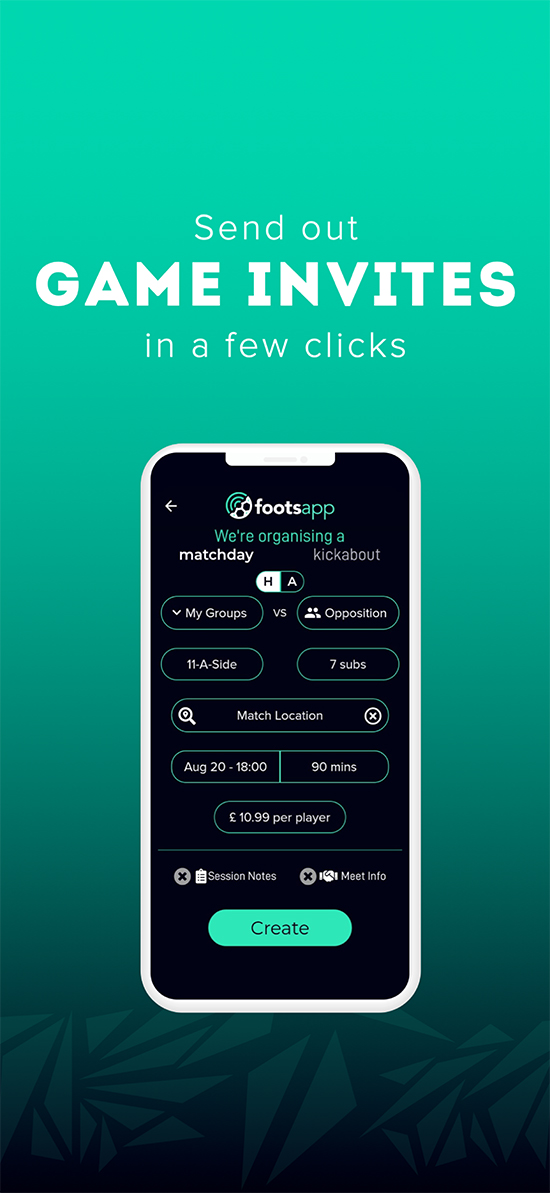 Send out
GAME INVITES
in a few clicks
footsapp
We're organising a
matchday kickabout
H A
My Groups vs Opposition
11-A-Side 7 subs
Match Location
Aug 20 - 18:00 90 mins
£ 10.99 per player
Session Notes Meet Info
Create